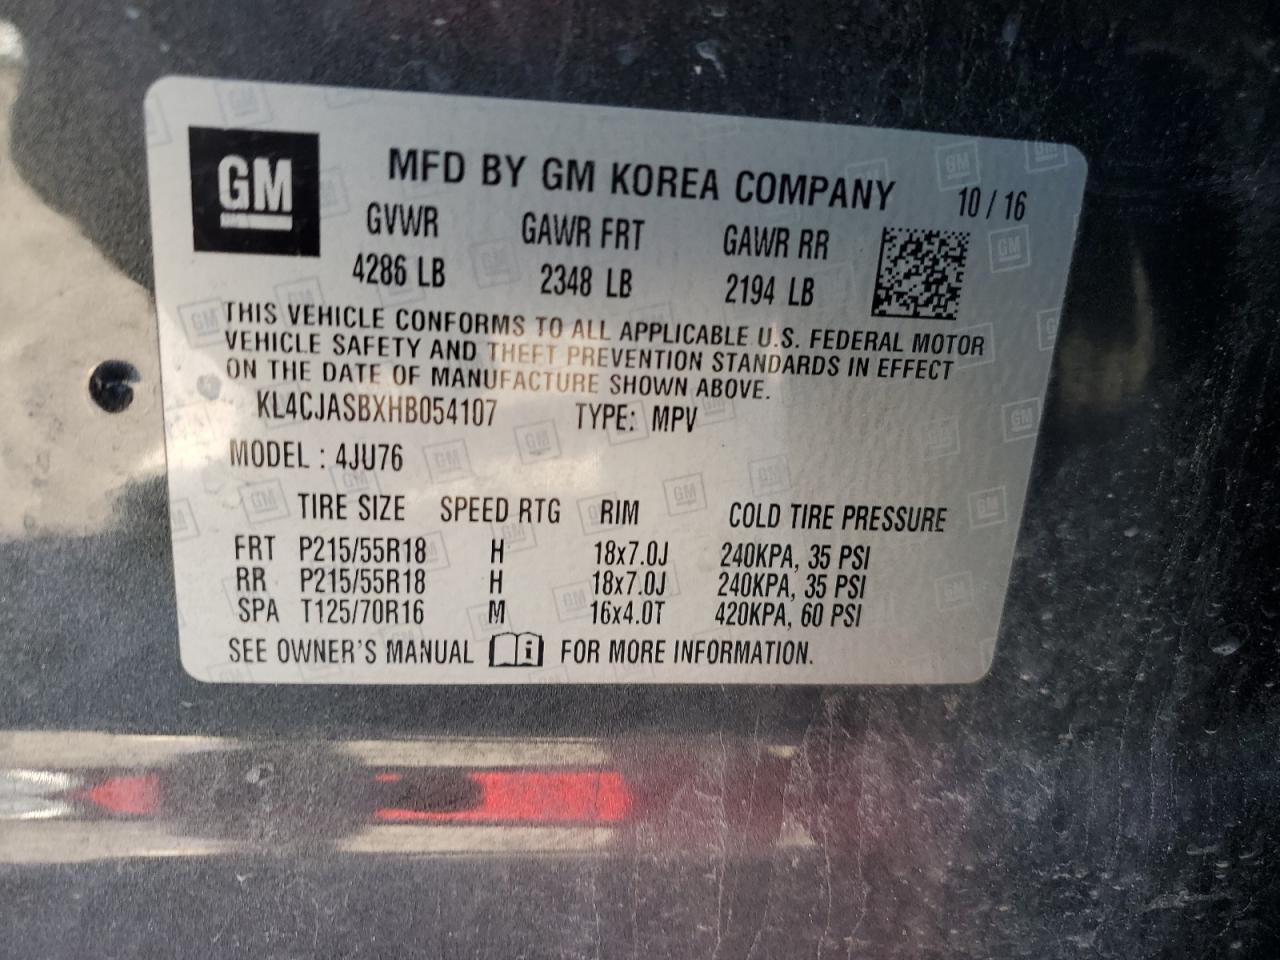 GM
MFD BY GM KOREA COMPANY 10 / 16
GVWR GAWR FRT GAWR RR
4286 LB 2348 LB 2194 LB
THIS VEHICLE CONFORMS TO ALL APPLICABLE U.S. FEDERAL MOTOR
VEHICLE SAFETY AND THEFT PREVENTION STANDARDS IN EFFECT
ON THE DATE OF MANUFACTURE SHOWN ABOVE.
KL4CJASBXHB054107 TYPE: MPV
MODEL : 4JU76
TIRE SIZE SPEED RTG RIM COLD TIRE PRESSURE
FRT P215/55R18 H 18x7.0J 240KPA, 35 PSI
RR P215/55R18 H 18x7.0J 240KPA, 35 PSI
SPA T125/70R16 M 16x4.0T 420KPA, 60 PSI
SEE OWNER'S MANUAL i FOR MORE INFORMATION.